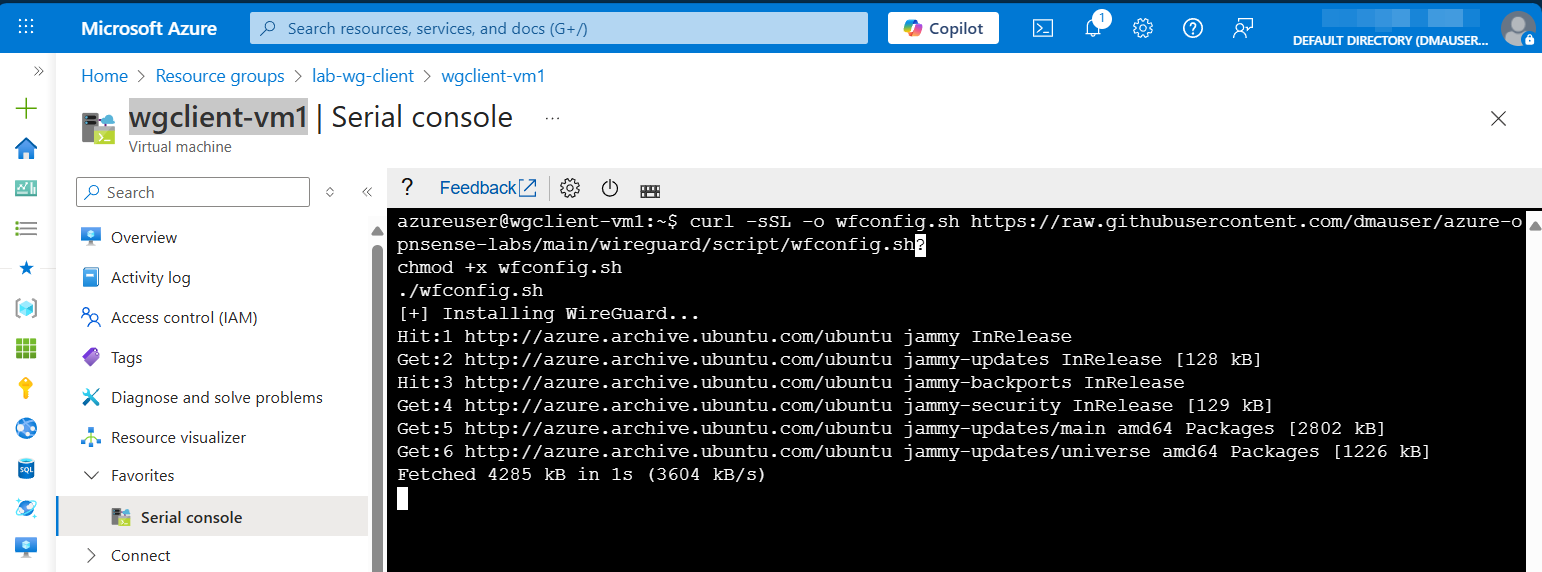 Microsoft Azure
Search resources, services, and docs (G+/)
Copilot
1
DEFAULT DIRECTORY (DMAUSER...
Home > Resource groups > lab-wg-client > wgclient-vm1
wgclient-vm1 | Serial console ...
Virtual machine
Search
? Feedback
Overview
Activity log
Access control (IAM)
Tags
Diagnose and solve problems
Resource visualizer
Favorites
Serial console
Connect
SQL
azureuser@wgclient-vm1:~$ curl -sSL -o wfconfig.sh https://raw.githubusercontent.com/dmauser/azure-o
pnsense-labs/main/wireguard/script/wfconfig.sh?
chmod +x wfconfig.sh
./wfconfig.sh
[+] Installing WireGuard...
Hit:1 http://azure.archive.ubuntu.com/ubuntu jammy InRelease
Get:2 http://azure.archive.ubuntu.com/ubuntu jammy-updates InRelease [128 kB]
Hit:3 http://azure.archive.ubuntu.com/ubuntu jammy-backports InRelease
Get:4 http://azure.archive.ubuntu.com/ubuntu jammy-security InRelease [129 kB]
Get:5 http://azure.archive.ubuntu.com/ubuntu jammy-updates/main amd64 Packages [2802 kB]
Get:6 http://azure.archive.ubuntu.com/ubuntu jammy-updates/universe amd64 Packages [1226 kB]
Fetched 4285 kB in 1s (3604 kB/s)